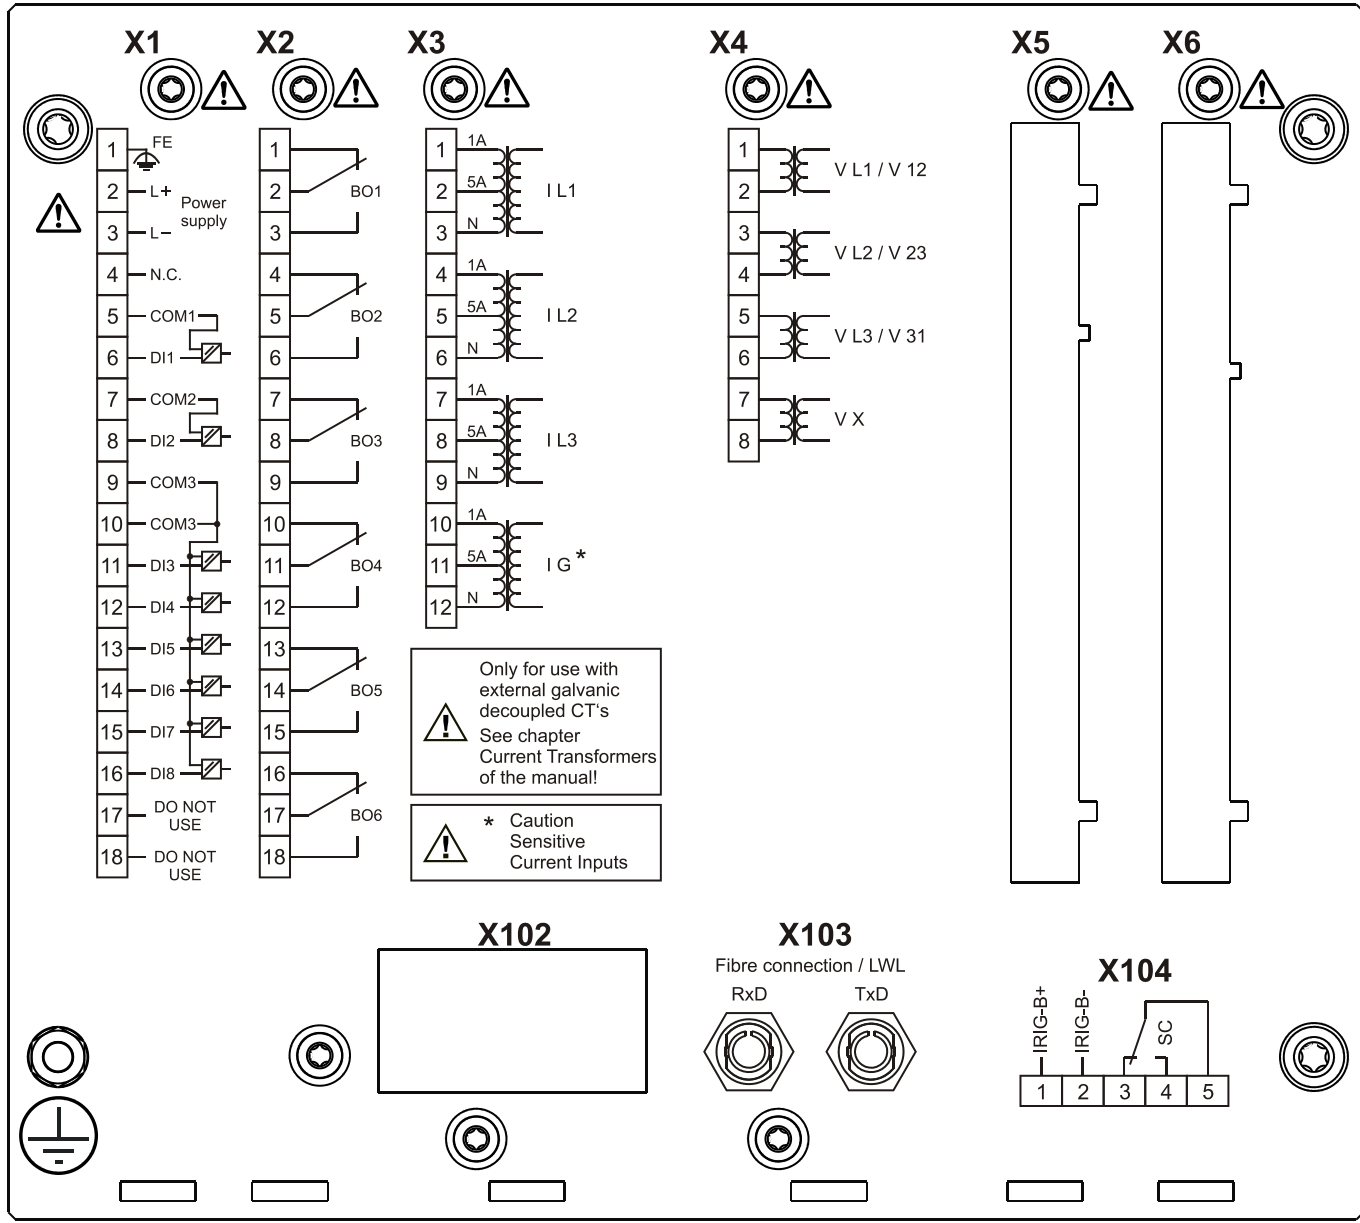 X1
X2
X3
X4
X5
X6
1 FE
2 L+
Power
supply
3 L-
4 N.C.
5 COM1
6 DI1
7 COM2
8 DI2
9 COM3
10 COM3
11 DI3
12 DI4
13 DI5
14 DI6
15 DI7
16 DI8
17 DO NOT
USE
18 DO NOT
USE
1
2 BO1
3
4
5 BO2
6
7
8 BO3
9
10
11 BO4
12
13
14 BO5
15
16
17 BO6
18
1 1A
2 5A I L1
3 N
4 1A
5 5A I L2
6 N
7 1A
8 5A I L3
9 N
10 1A
11 5A I G *
12 N
Only for use with
external galvanic
decoupled CT‘s
See chapter
Current Transformers
of the manual!
* Caution
Sensitive
Current Inputs
1
V L1 / V 12
2
3
V L2 / V 23
4
5
V L3 / V 31
6
7
V X
8
X102
X103
Fibre connection / LWL
RxD TxD
X104
IRIG-B+
IRIG-B-
SC
1 2 3 4 5